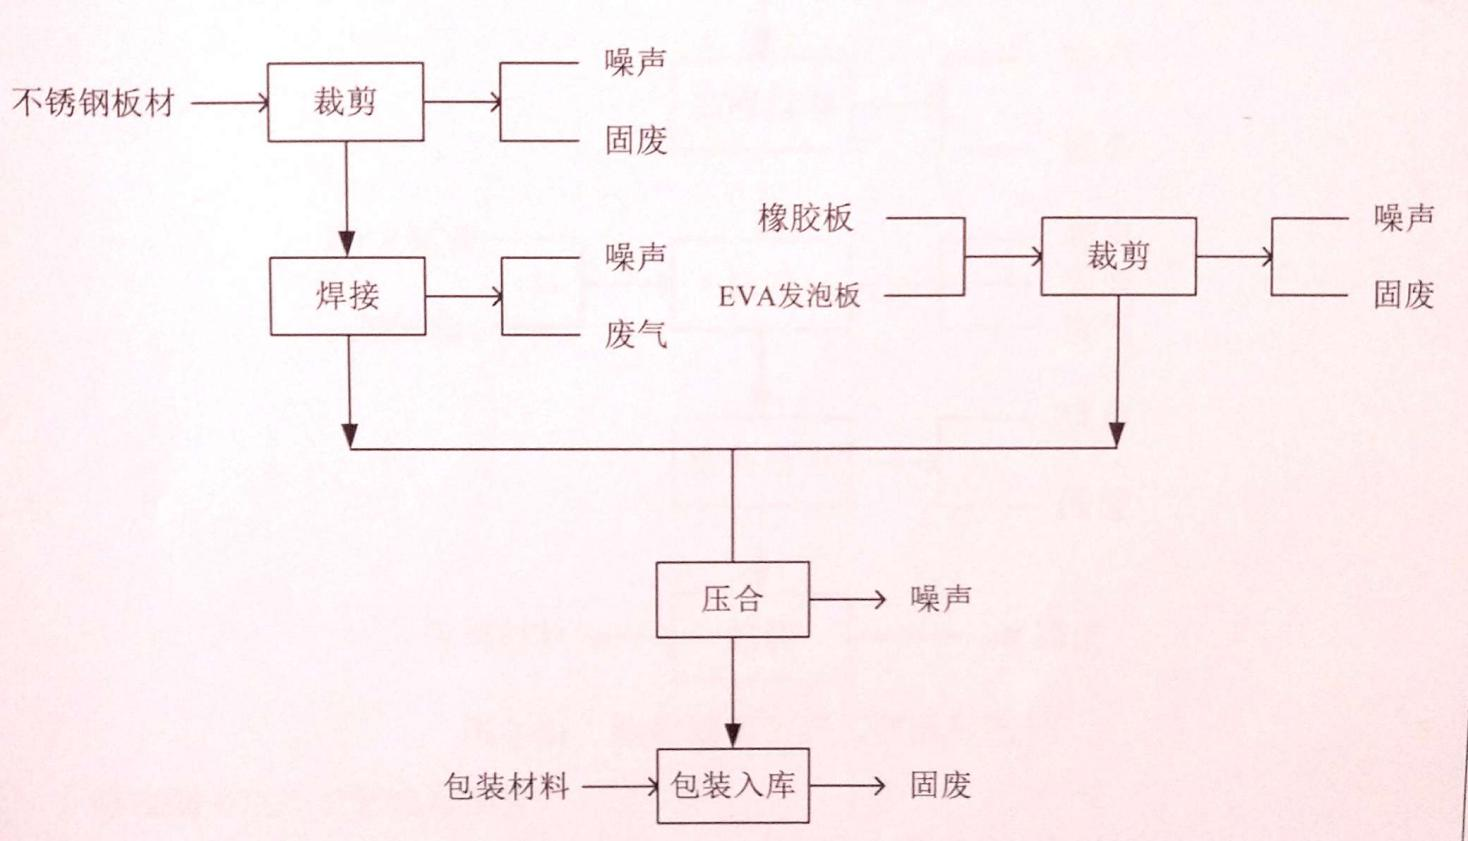 噪声
不锈钢板材
裁剪
固废
橡胶板
噪声
噪声
裁剪
焊接
EVA发泡板
固废
废气
压合
噪声
包装材料
包装入库
固废